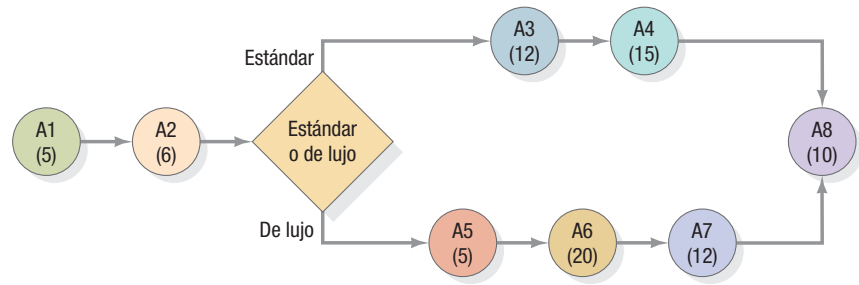 Estándar
A3
(12)
A4
(15)
A1
(5)
A2
(6)
Estándar
o de lujo
A8
(10)
De lujo
A5
(5)
A6
(20)
A7
(12)